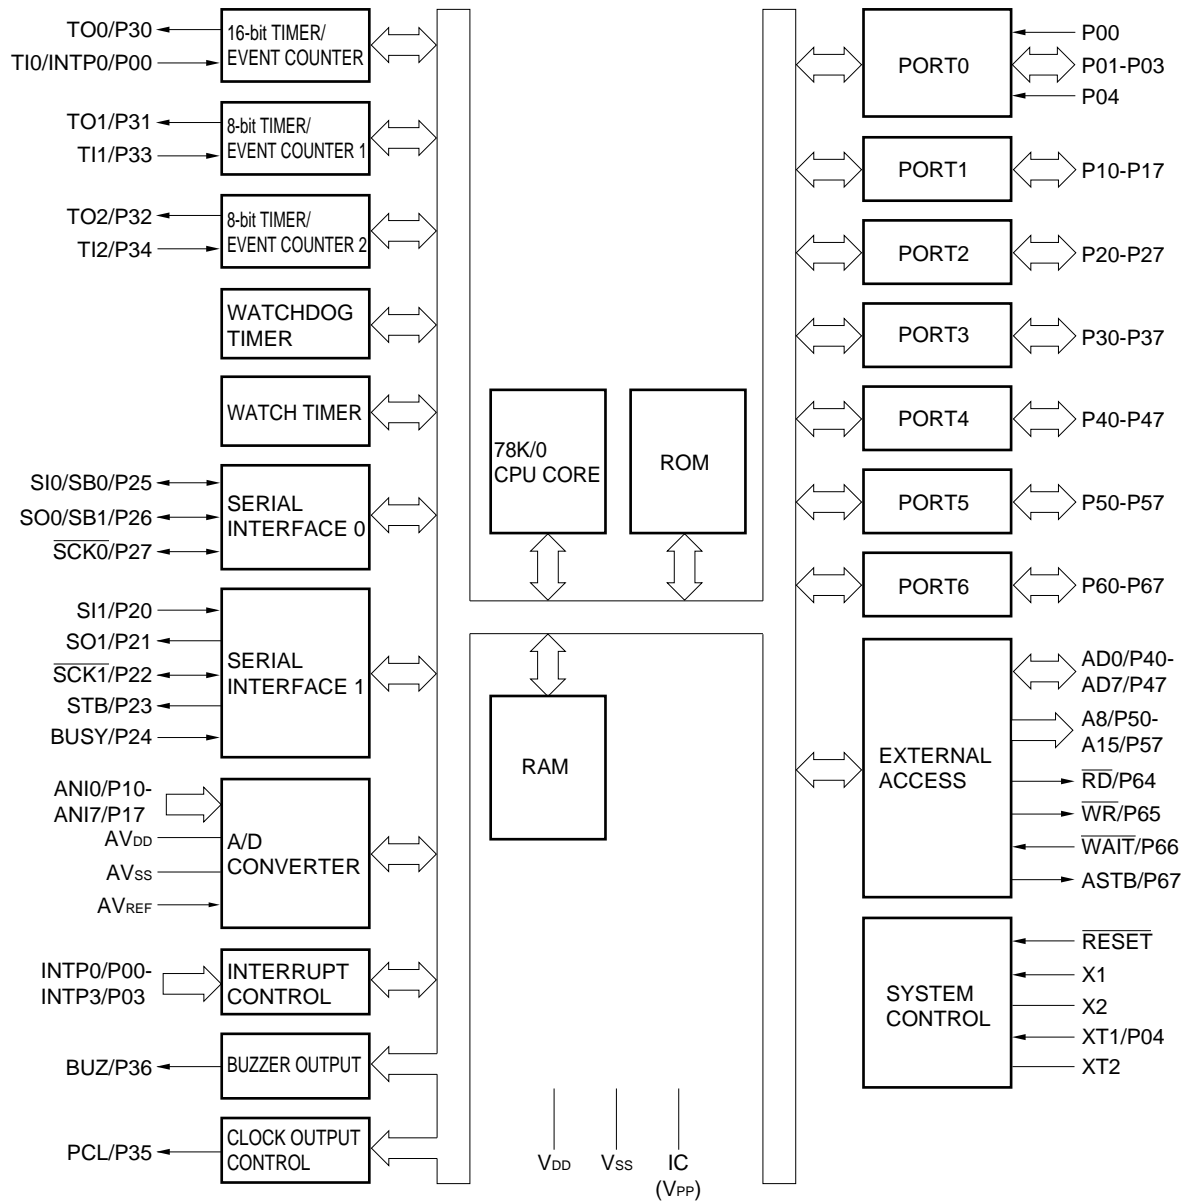 TO0/P30
TI0/INTP0/P00
16-bit TIMER/
EVENT COUNTER
TO1/P31
TI1/P33
8-bit TIMER/
EVENT COUNTER 1
TO2/P32
TI2/P34
8-bit TIMER/
EVENT COUNTER 2
WATCHDOG
TIMER
WATCH TIMER
SI0/SB0/P25
SO0/SB1/P26
S̅C̅K̅0̅/P27
SERIAL
INTERFACE 0
SI1/P20
SO1/P21
S̅C̅K̅1̅/P22
STB/P23
BUSY/P24
SERIAL
INTERFACE 1
ANI0/P10-
ANI7/P17
AVDD
AVSS
AVREF
A/D
CONVERTER
INTP0/P00-
INTP3/P03
INTERRUPT
CONTROL
BUZ/P36
BUZZER OUTPUT
PCL/P35
CLOCK OUTPUT
CONTROL
78K/0
CPU CORE
ROM
RAM
VDD
VSS
IC
(VPP)
PORT0
P00
P01-P03
P04
PORT1
P10-P17
PORT2
P20-P27
PORT3
P30-P37
PORT4
P40-P47
PORT5
P50-P57
PORT6
P60-P67
EXTERNAL
ACCESS
AD0/P40-
AD7/P47
A8/P50-
A15/P57
R̅D̅/P64
W̅R̅/P65
W̅A̅I̅T̅/P66
ASTB/P67
SYSTEM
CONTROL
R̅E̅S̅E̅T̅
X1
X2
XT1/P04
XT2